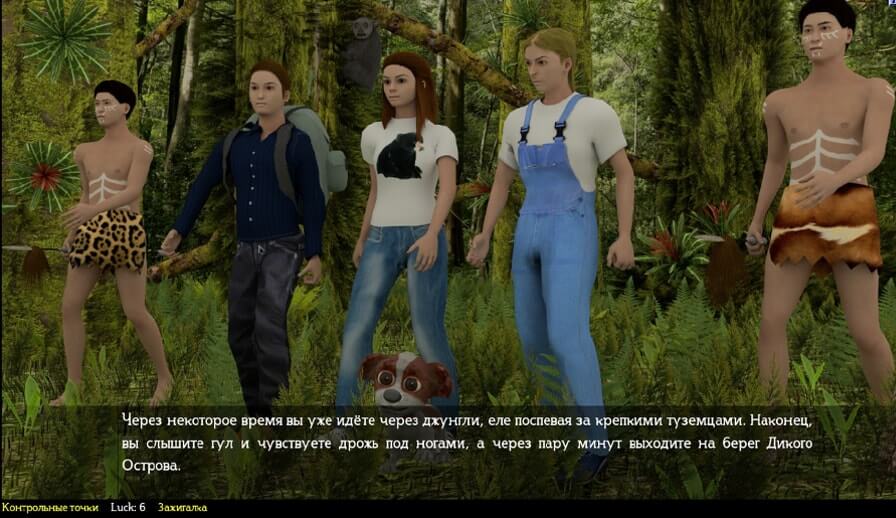 Через некоторое время вы уже идёте через джунгли, еле поспевая за крепкими туземцами. Наконец,
вы слышите гул и чувствуете дрожь под ногами, а через пару минут выходите на берег Дикого
Острова.
Контрольные точки Luck: 6 Зажигалка